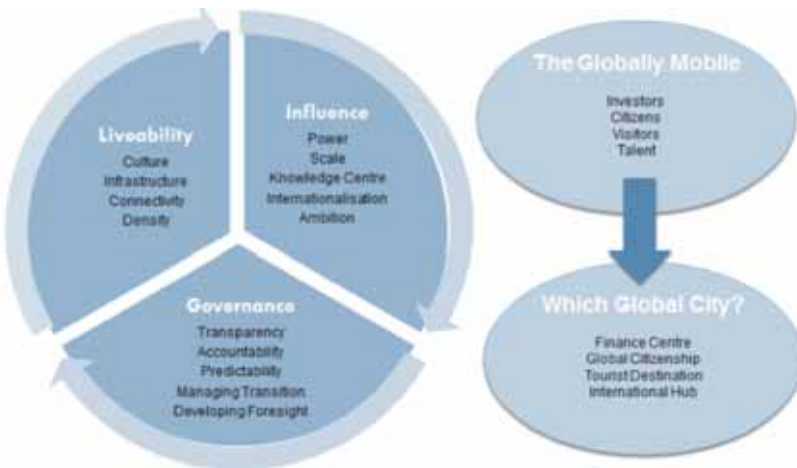 Liveability
Culture
Infrastructure
Connectivity
Density
Influence
Power
Scale
Knowledge Centre
Internationalisation
Ambition
Governance
Transparency
Accountability
Predictability
Managing Transition
Developing Foresight
The Globally Mobile
Investors
Citizens
Visitors
Talent
Which Global City?
Finance Centre
Global Citizenship
Tourist Destination
International Hub